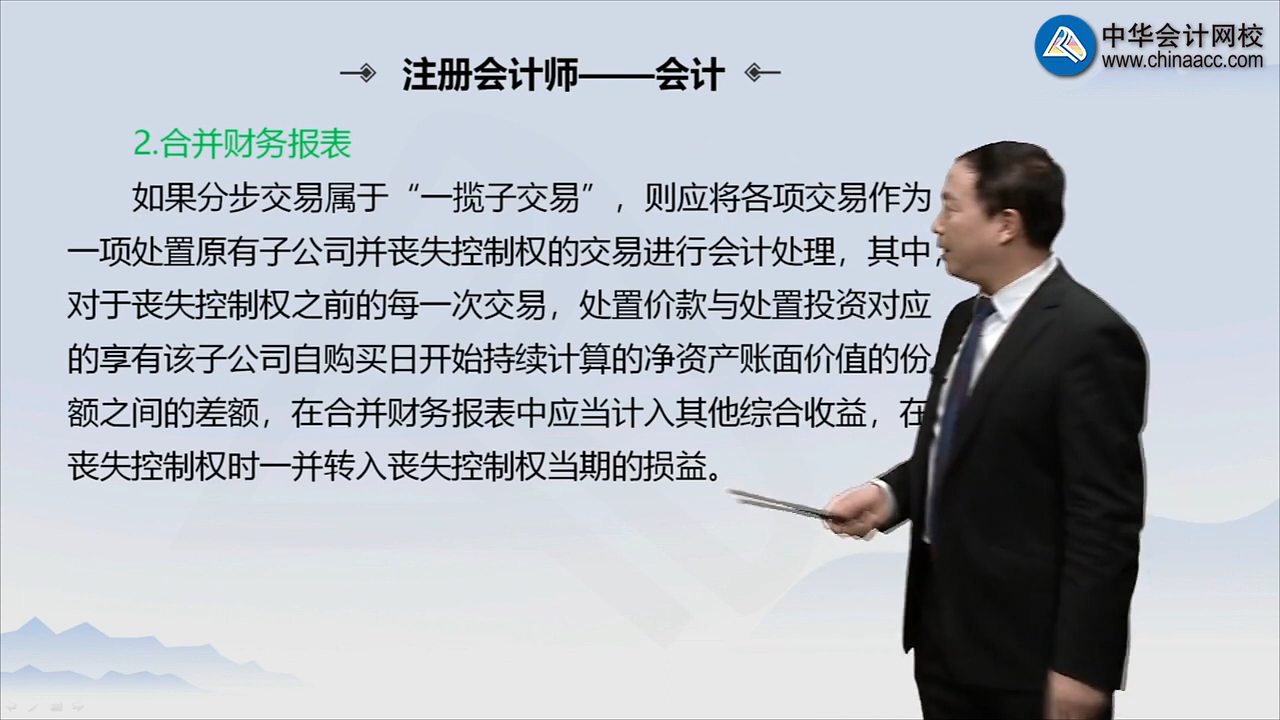 中华会计网校
www.chinaacc.com
注册会计师——会计
2.合并财务报表
如果分步交易属于“一揽子交易”，则应将各项交易作为
一项处置原有子公司并丧失控制权的交易进行会计处理，其中，
对于丧失控制权之前的每一次交易，处置价款与处置投资对应
的享有该子公司自购买日开始持续计算的净资产账面价值的份
额之间的差额，在合并财务报表中应当计入其他综合收益，在
丧失控制权时一并转入丧失控制权当期的损益。